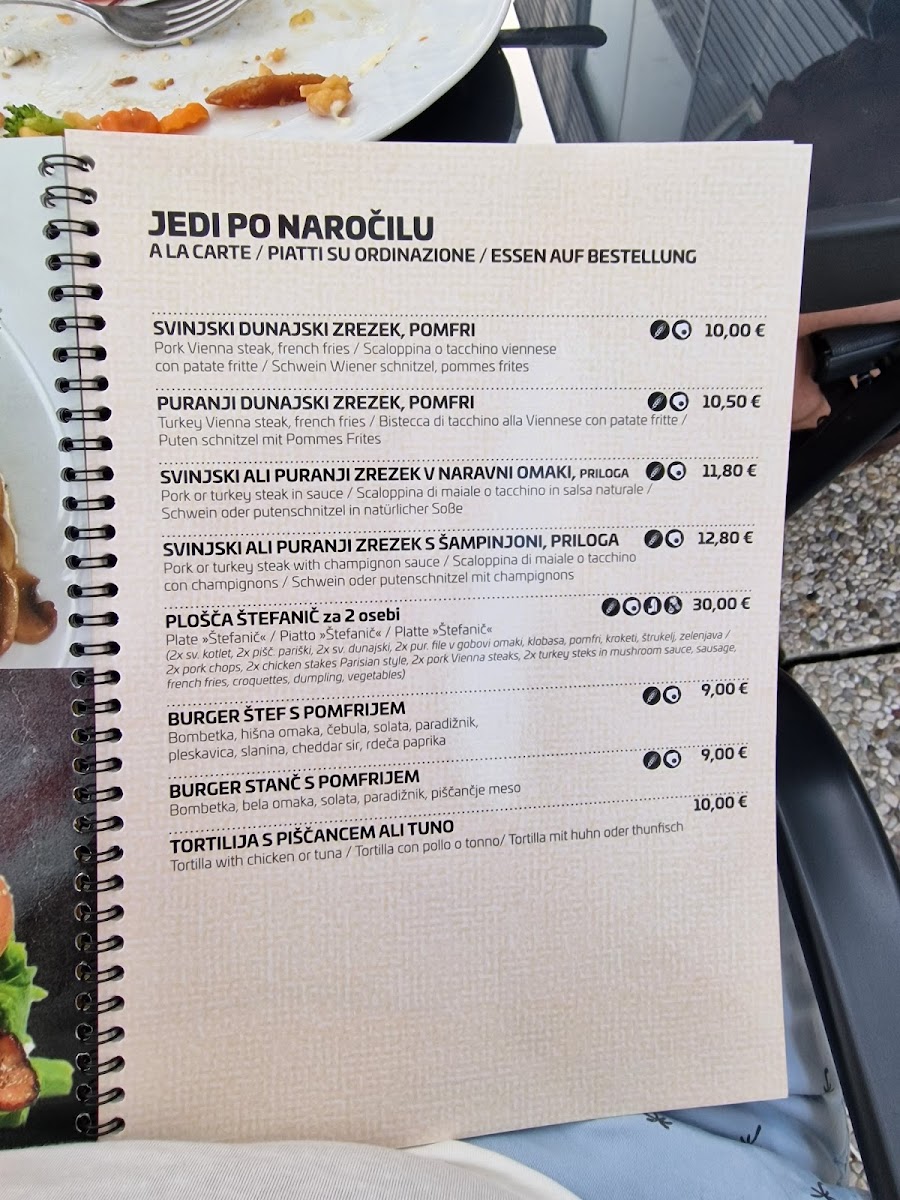 JEDI PO NAROČILU
A LA CARTE / PIATTI SU ORDINAZIONE / ESSEN AUF BESTELLUNG
SVINJSKI DUNAJSKI ZREZEK, POMFRI 10,00 €
Pork Vienna steak, french fries / Scaloppina o tacchino viennese
con patate fritte / Schwein Wiener schnitzel, pommes frites
PURANJI DUNAJSKI ZREZEK, POMFRI 10,50 €
Turkey Vienna steak, french fries / Bistecca di tacchino alla Viennese con patate fritte /
Puten schnitzel mit Pommes Frites
SVINJSKI ALI PURANJI ZREZEK V NARAVNI OMAKI, PRILOGA 11,80 €
Pork or turkey steak in sauce / Scaloppina di maiale o tacchino in salsa naturale /
Schwein oder putenschnitzel in natürlicher Soße
SVINJSKI ALI PURANJI ZREZEK S ŠAMPINJONI, PRILOGA 12,80 €
Pork or turkey steak with champignon sauce / Scaloppina di maiale o tacchino
con champignons / Schwein oder putenschnitzel mit champignons
PLOŠČA ŠTEFANIČ za 2 osebi 30,00 €
Plate »Štefanič« / Piatto »Štefanič« / Platte »Štefanič«
(2x sv. kotlet, 2x pišč. pariški, 2x sv. dunajski, 2x pur. file v gobovi omaki, klobasa, pomfri, kroketi, štrukelj, zelenjava /
2x pork chops, 2x chicken stakes Parisian style, 2x pork Vienna steaks, 2x turkey steks in mushroom sauce, sausage,
french fries, croquettes, dumpling, vegetables)
BURGER ŠTEF S POMFRIJEM 9,00 €
Bombetka, hišna omaka, čebula, solata, paradižnik,
pleskavica, slanina, cheddar sir, rdeča paprika
BURGER STANČ S POMFRIJEM 9,00 €
Bombetka, bela omaka, solata, paradižnik, piščančje meso
TORTILIJA S PIŠČANCEM ALI TUNO 10,00 €
Tortilla with chicken or tuna / Tortilla con pollo o tonno/ Tortilla mit huhn oder thunfisch